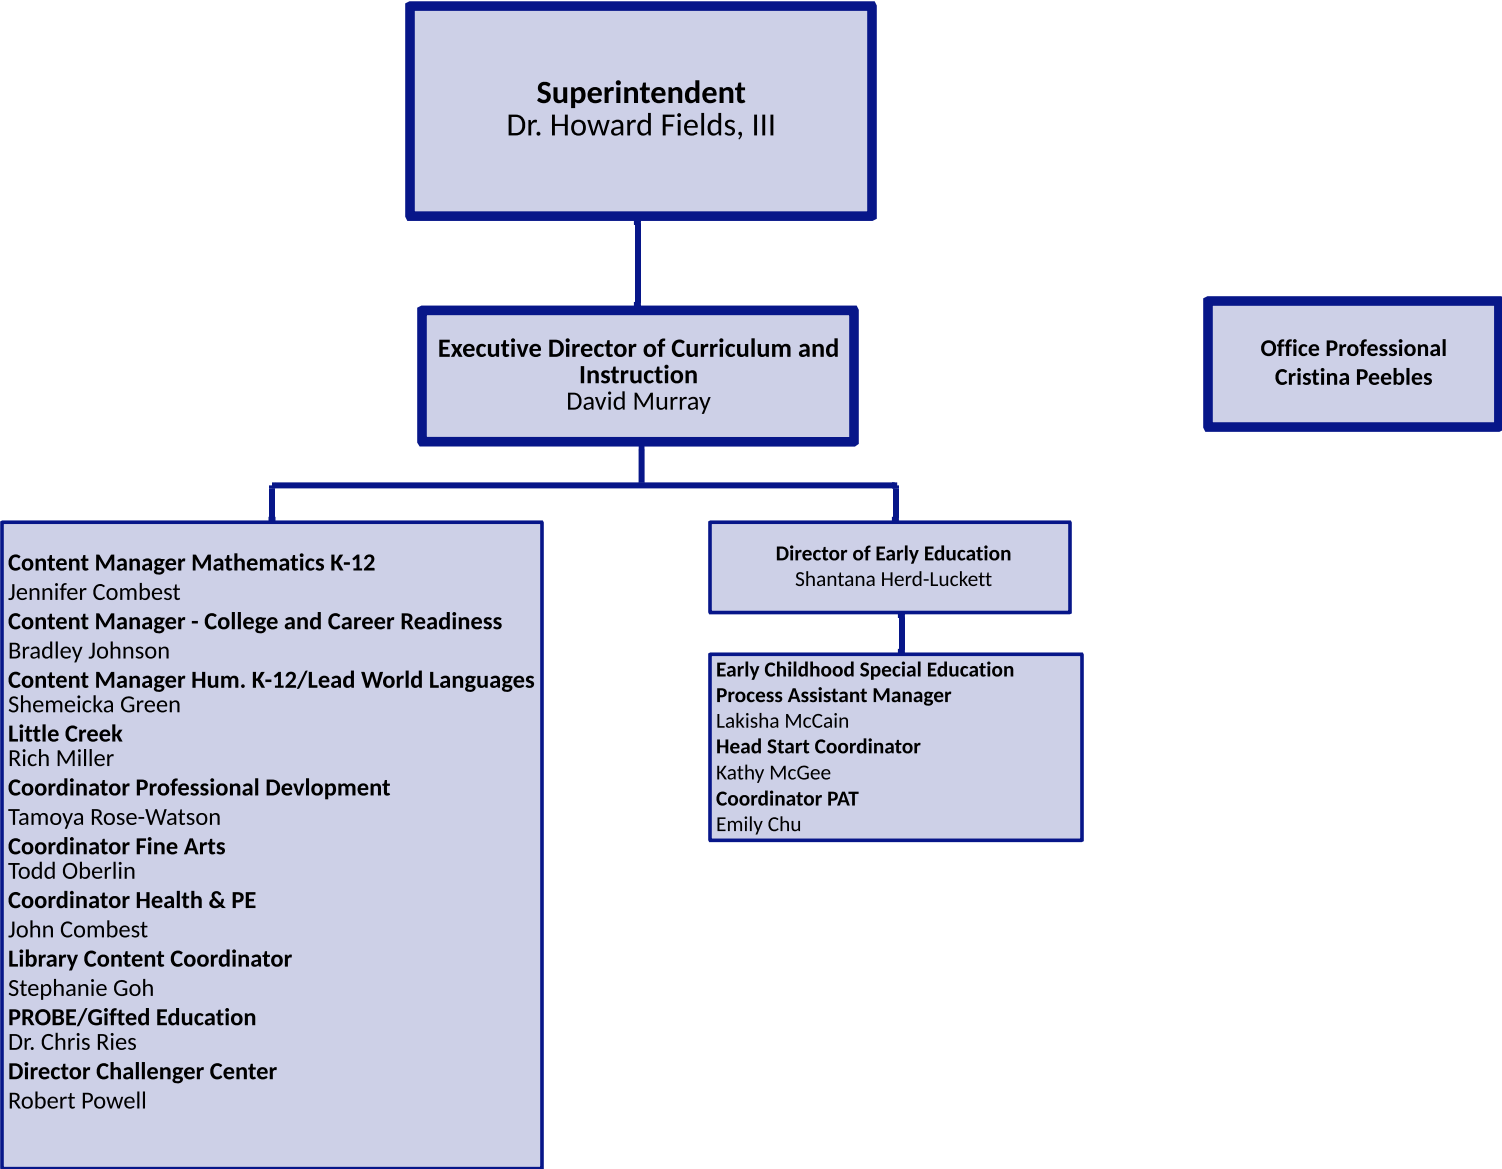 Superintendent
Dr. Howard Fields, III
Executive Director of Curriculum and
Instruction
David Murray
Office Professional
Cristina Peebles
Content Manager Mathematics K-12
Jennifer Combest
Content Manager - College and Career Readiness
Bradley Johnson
Content Manager Hum. K-12/Lead World Languages
Shemeicka Green
Little Creek
Rich Miller
Coordinator Professional Devlopment
Tamoya Rose-Watson
Coordinator Fine Arts
Todd Oberlin
Coordinator Health & PE
John Combest
Library Content Coordinator
Stephanie Goh
PROBE/Gifted Education
Dr. Chris Ries
Director Challenger Center
Robert Powell
Director of Early Education
Shantana Herd-Luckett
Early Childhood Special Education
Process Assistant Manager
Lakisha McCain
Head Start Coordinator
Kathy McGee
Coordinator PAT
Emily Chu